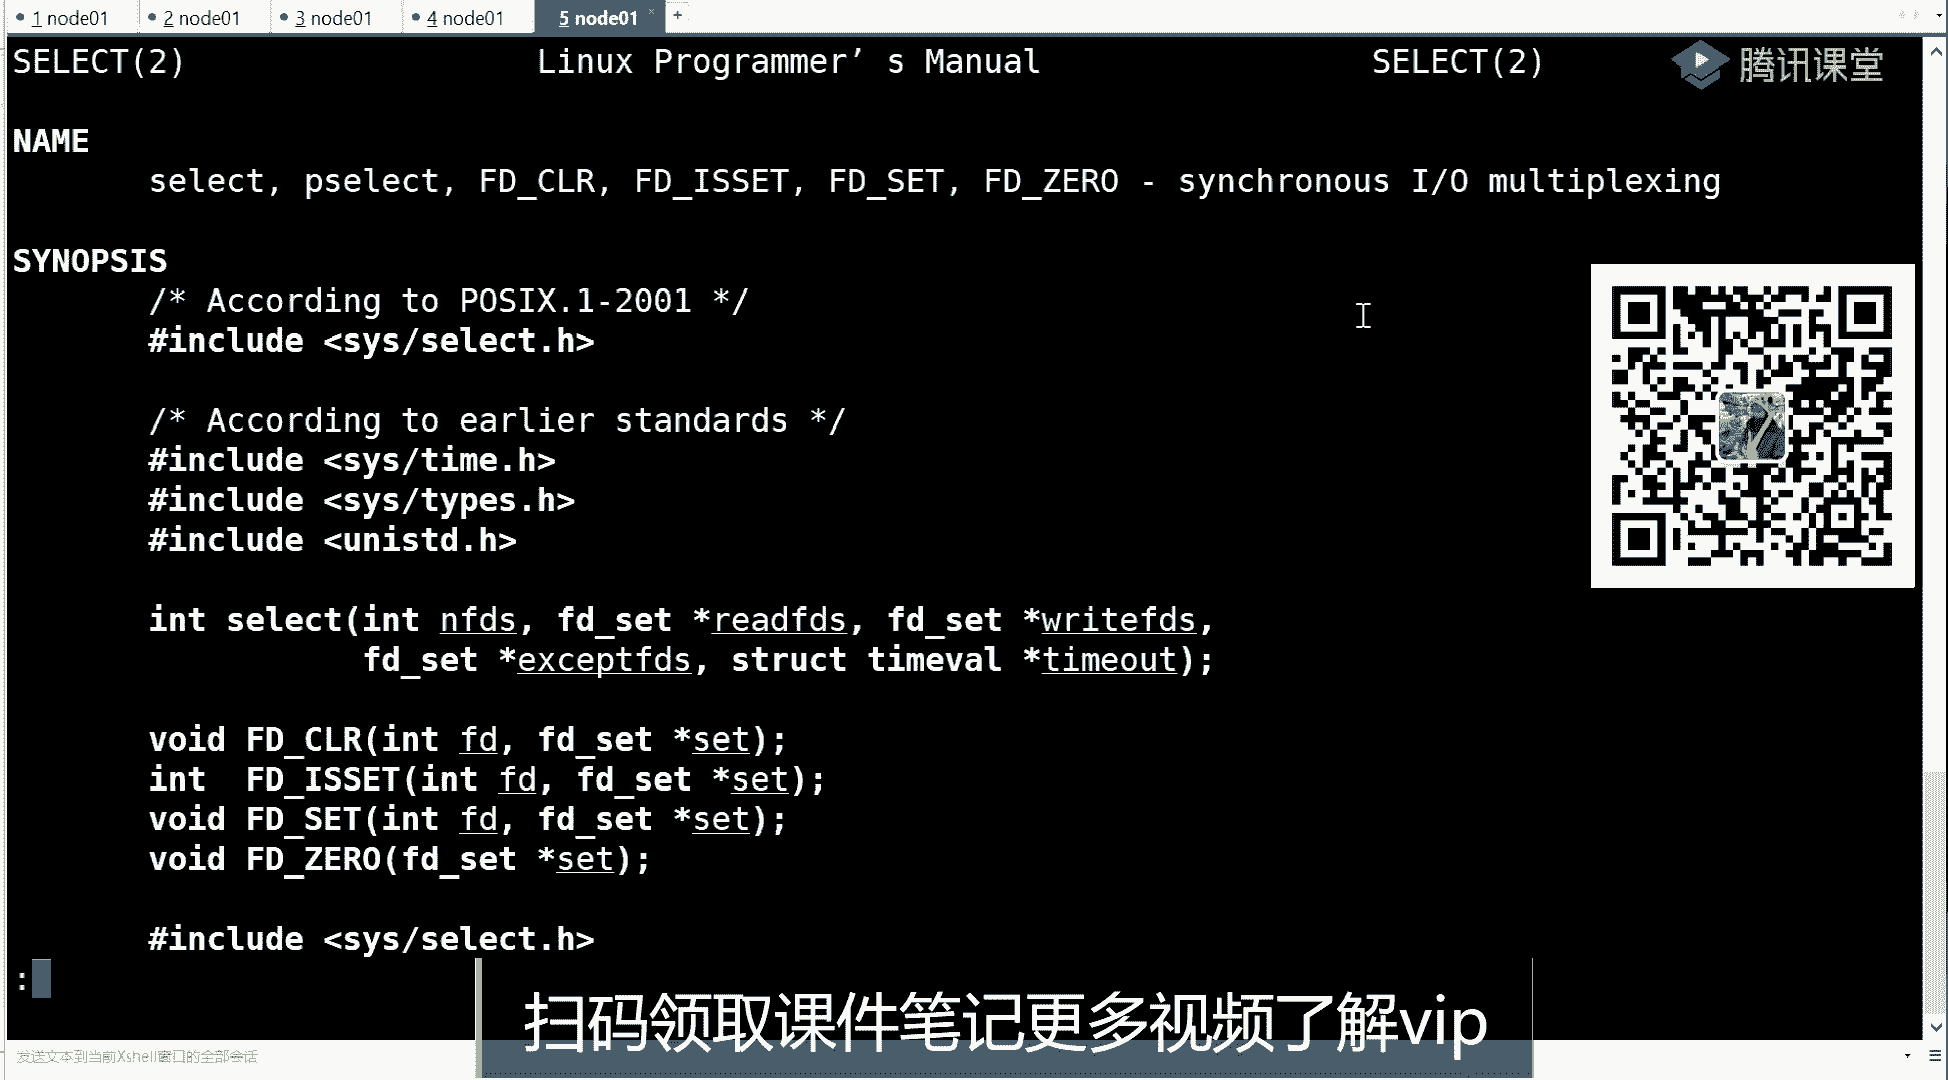 1 node01
2 node01
3 node01
4 node01
5 node01 × +
SELECT(2) Linux Programmer’ s Manual SELECT(2)
腾讯课堂
NAME
select, pselect, FD_CLR, FD_ISSET, FD_SET, FD_ZERO - synchronous I/O multiplexing
SYNOPSIS
/* According to POSIX.1-2001 */
#include <sys/select.h>
/* According to earlier standards */
#include <sys/time.h>
#include <sys/types.h>
#include <unistd.h>
int select(int nfds, fd_set *readfds, fd_set *writefds,
fd_set *exceptfds, struct timeval *timeout);
void FD_CLR(int fd, fd_set *set);
int FD_ISSET(int fd, fd_set *set);
void FD_SET(int fd, fd_set *set);
void FD_ZERO(fd_set *set);
#include <sys/select.h>
:
扫码领取课件笔记更多视频了解vip
发送文本到当前Xshell窗口的全部会话